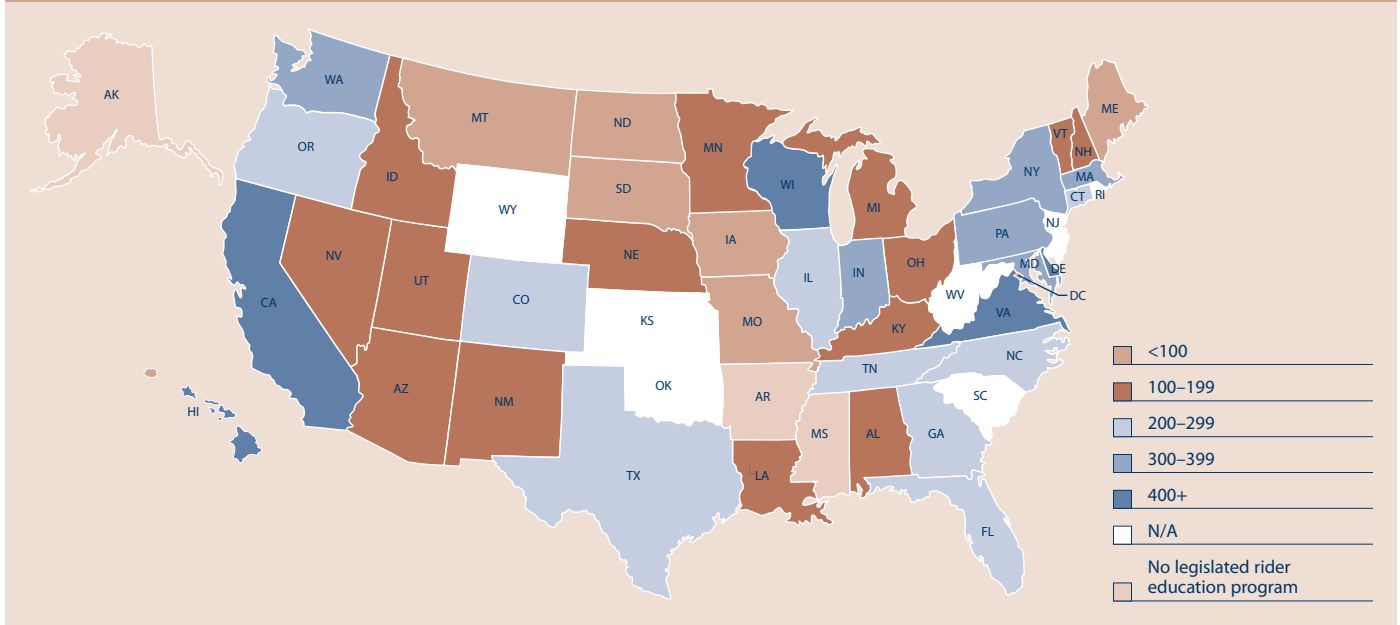 AK
WA
MT
ND
MN
ME
VT
NH
OR
ID
WI
NY
MA
WY
SD
MI
CT
RI
NJ
PA
IA
NV
UT
NE
OH
MD
DE
IN
IL
CO
WV
DC
CA
KS
MO
KY
VA
NC
TN
HI
AZ
NM
OK
AR
SC
MS
AL
GA
TX
LA
FL
<100
100–199
200–299
300–399
400+
N/A
No legislated rider
education program